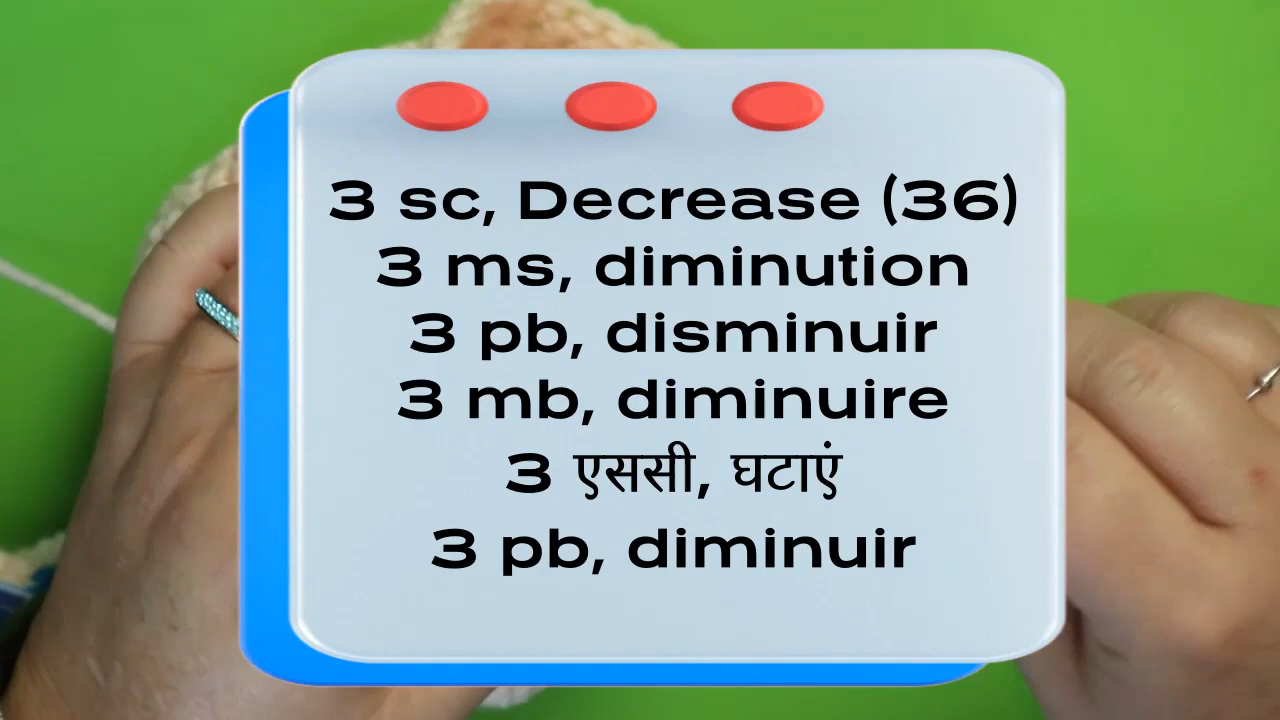 3 sc, Decrease (36)
3 ms, diminution
3 pb, disminuir
3 mb, diminuire
3 एससी, घटाएं
3 pb, diminuir